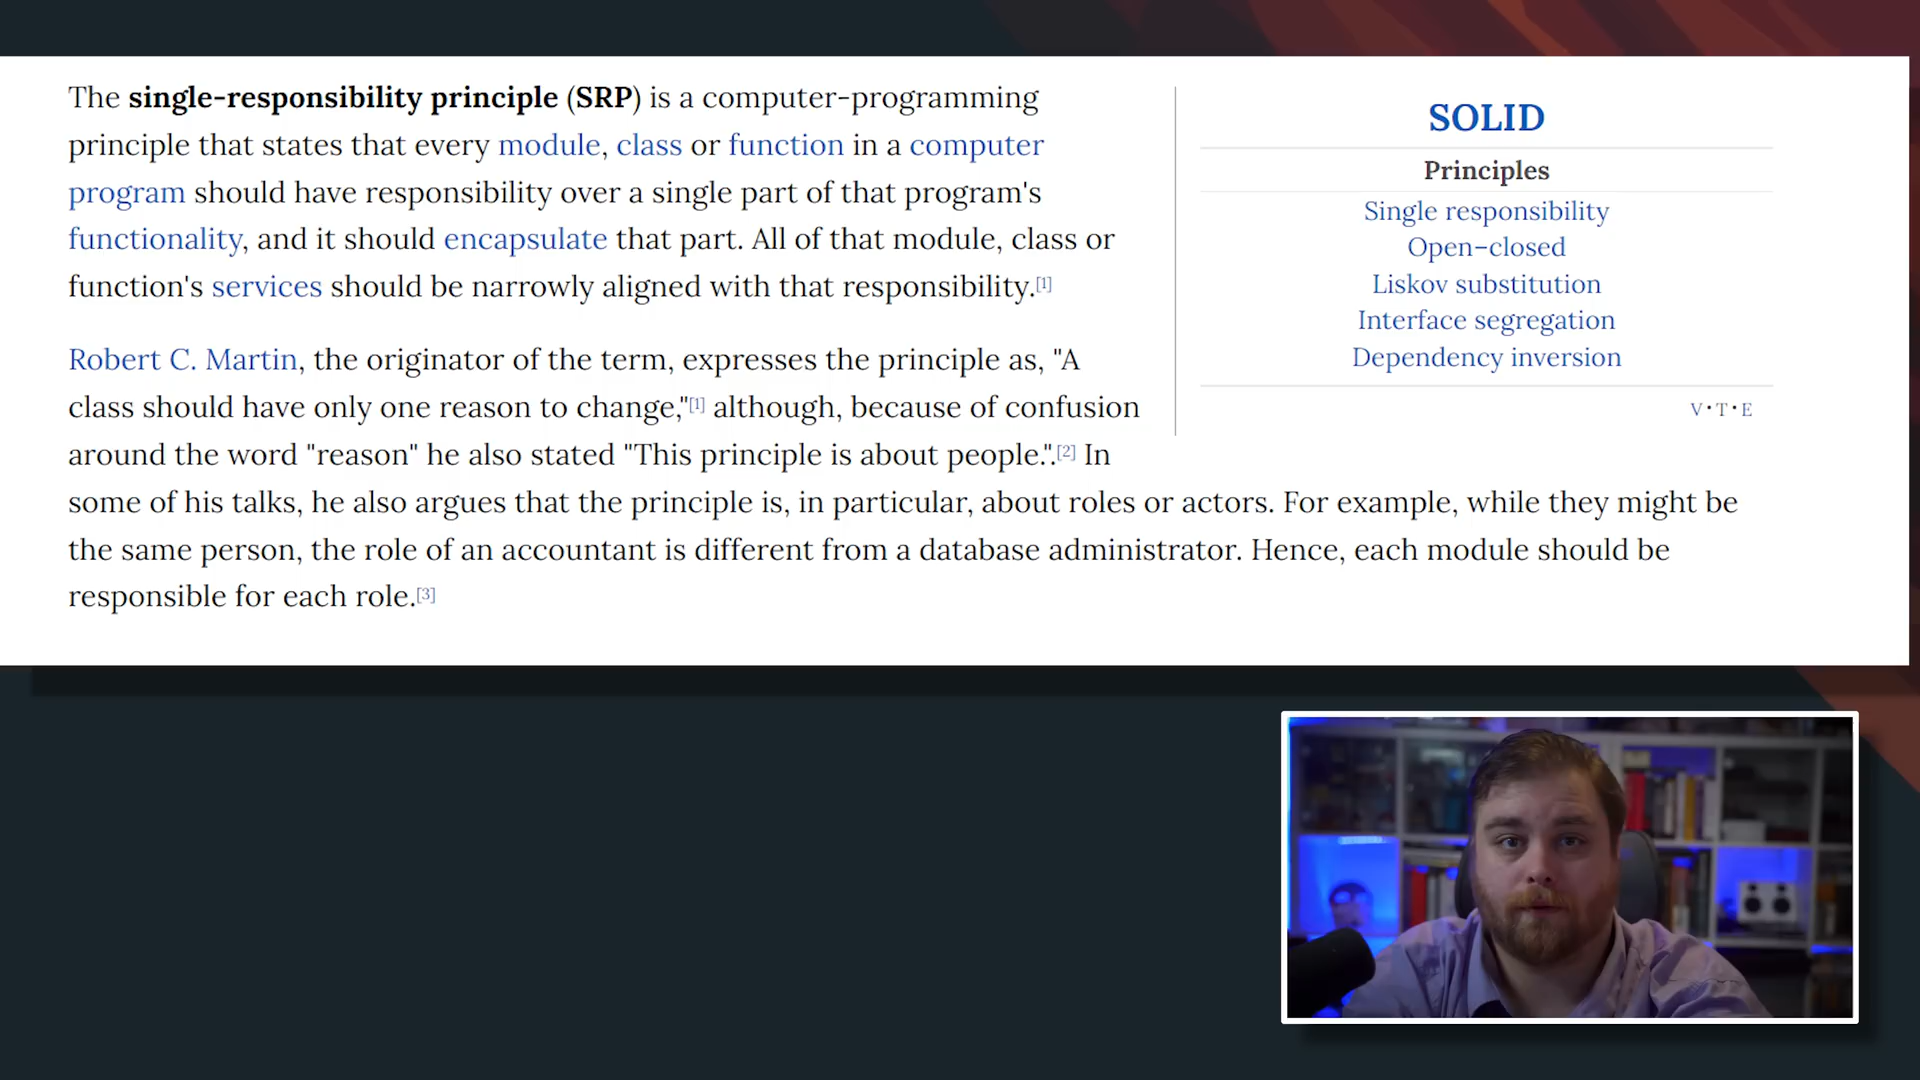 The single-responsibility principle (SRP) is a computer-programming
principle that states that every module, class or function in a computer
program should have responsibility over a single part of that program's
functionality, and it should encapsulate that part. All of that module, class or
function's services should be narrowly aligned with that responsibility.[1]
Robert C. Martin, the originator of the term, expresses the principle as, "A
class should have only one reason to change,"[1] although, because of confusion
around the word "reason" he also stated "This principle is about people.".[2] In
some of his talks, he also argues that the principle is, in particular, about roles or actors. For example, while they might be
the same person, the role of an accountant is different from a database administrator. Hence, each module should be
responsible for each role.[3]
SOLID
Principles
Single responsibility
Open–closed
Liskov substitution
Interface segregation
Dependency inversion
V·T·E